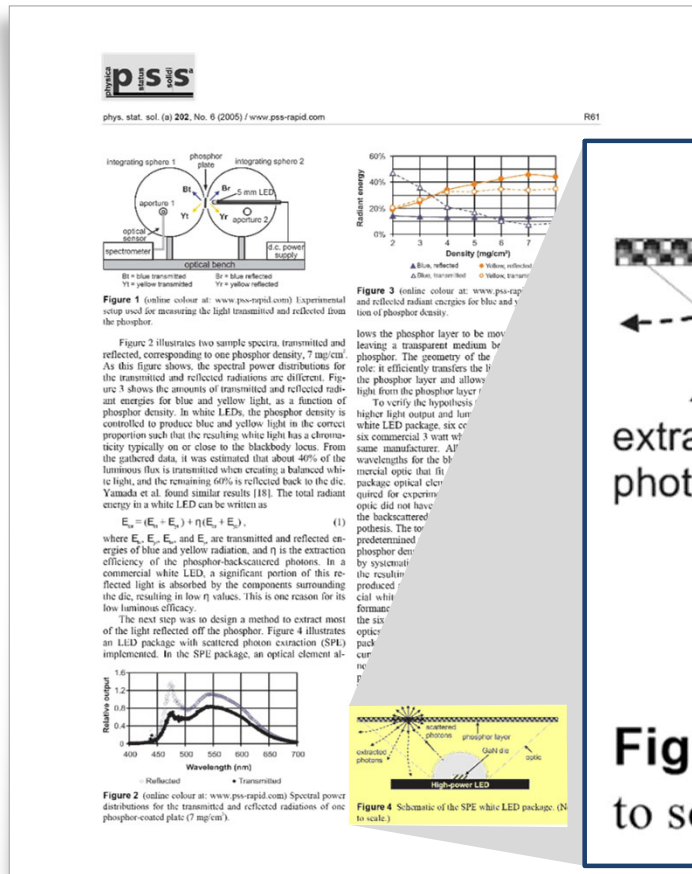 physica
pss
status
solidi
a
phys. stat. sol. (a) 202, No. 6 (2005) / www.pss-rapid.com
R61
integrating sphere 1
phosphor
plate
integrating sphere 2
Bt
Br
5 mm LED
aperture 1
Yt
Yr
aperture 2
optical
sensor
spectrometer
d.c. power
supply
optical bench
Bt = blue transmitted
Br = blue reflected
Yt = yellow transmitted
Yr = yellow reflected
Figure 1 (online colour at: www.pss-rapid.com) Experimental
setup used for measuring the light transmitted and reflected from
the phosphor.
Figure 2 illustrates two sample spectra, transmitted and
reflected, corresponding to one phosphor density, 7 mg/cm².
As this figure shows, the spectral power distributions for
the transmitted and reflected radiations are different. Fig-
ure 3 shows the amounts of transmitted and reflected radi-
ant energies for blue and yellow light, as a function of
phosphor density. In white LEDs, the phosphor density is
controlled to produce blue and yellow light in the correct
proportion such that the resulting white light has a chroma-
ticity typically on or close to the blackbody locus. From
the gathered data, it was estimated that about 40% of the
luminous flux is transmitted when creating a balanced whi-
te light, and the remaining 60% is reflected back to the die.
Yamada et al. found similar results [18]. The total radiant
energy in a white LED can be written as
(1)
where
are transmitted and reflected en-
ergies of blue and yellow radiation, and η is the extraction
efficiency of the phosphor-backscattered photons. In a
commercial white LED, a significant portion of this re-
flected light is absorbed by the components surrounding
the die, resulting in low η values. This is one reason for its
low luminous efficacy.
The next step was to design a method to extract most
of the light reflected off the phosphor. Figure 4 illustrates
an LED package with scattered photon extraction (SPE)
implemented. In the SPE package, an optical element al-
Relative output
1.6
1.2
0.8
0.4
0
400 450 500 550 600 650 700
Wavelength (nm)
Reflected
Transmitted
Figure 2 (online colour at: www.pss-rapid.com) Spectral power
distributions for the transmitted and reflected radiations of one
phosphor-coated plate (7 mg/cm²).
Radiant energy
60%
40%
20%
0%
2 3 4 5 6 7
Density (mg/cm²)
Blue, reflected
Yellow, reflected
Blue, transmitted
Yellow, transm
Figure 3 (online colour at: www.pss-rap
and reflected radiant energies for blue and y
tion of phosphor density.
lows the phosphor layer to be mov
leaving a transparent medium be
phosphor. The geometry of the
role: it efficiently transfers the li
the phosphor layer and allows
light from the phosphor layer
To verify the hypothesis
higher light output and lum
white LED package, six co
six commercial 3 watt wh
same manufacturer. All
wavelengths for the bl
mercial optic that fit
package optical elem
quired for experim
optic did not have
the backscattered
pothesis. The to
predetermined
phosphor den
by systemati
the resultin
produced
cial whit
formanc
the six
optics
pack
scattered
photons
phosphor layer
extracted
photons
GaN die
optic
High-power LED
Figure 4 Schematic of the SPE white LED package. (N
to scale.)
extra
phot
Fig
to s